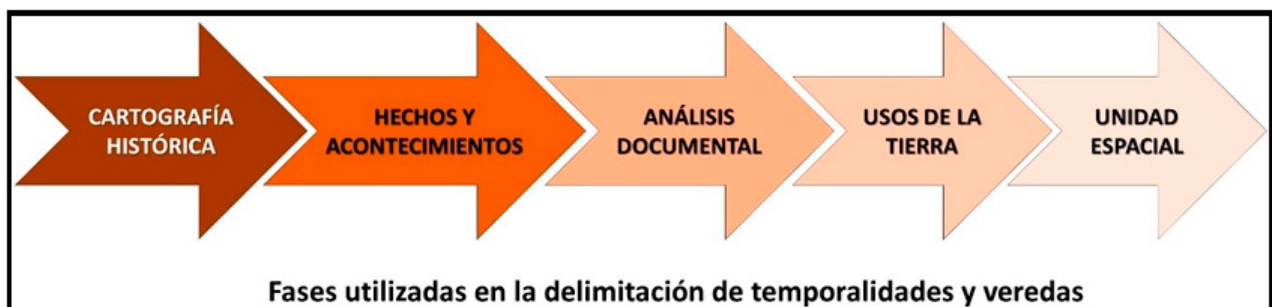 CARTOGRAFÍA
HISTÓRICA
HECHOS Y
ACONTECIMIENTOS
ANÁLISIS
DOCUMENTAL
USOS DE LA
TIERRA
UNIDAD
ESPACIAL
Fases utilizadas en la delimitación de temporalidades y veredas